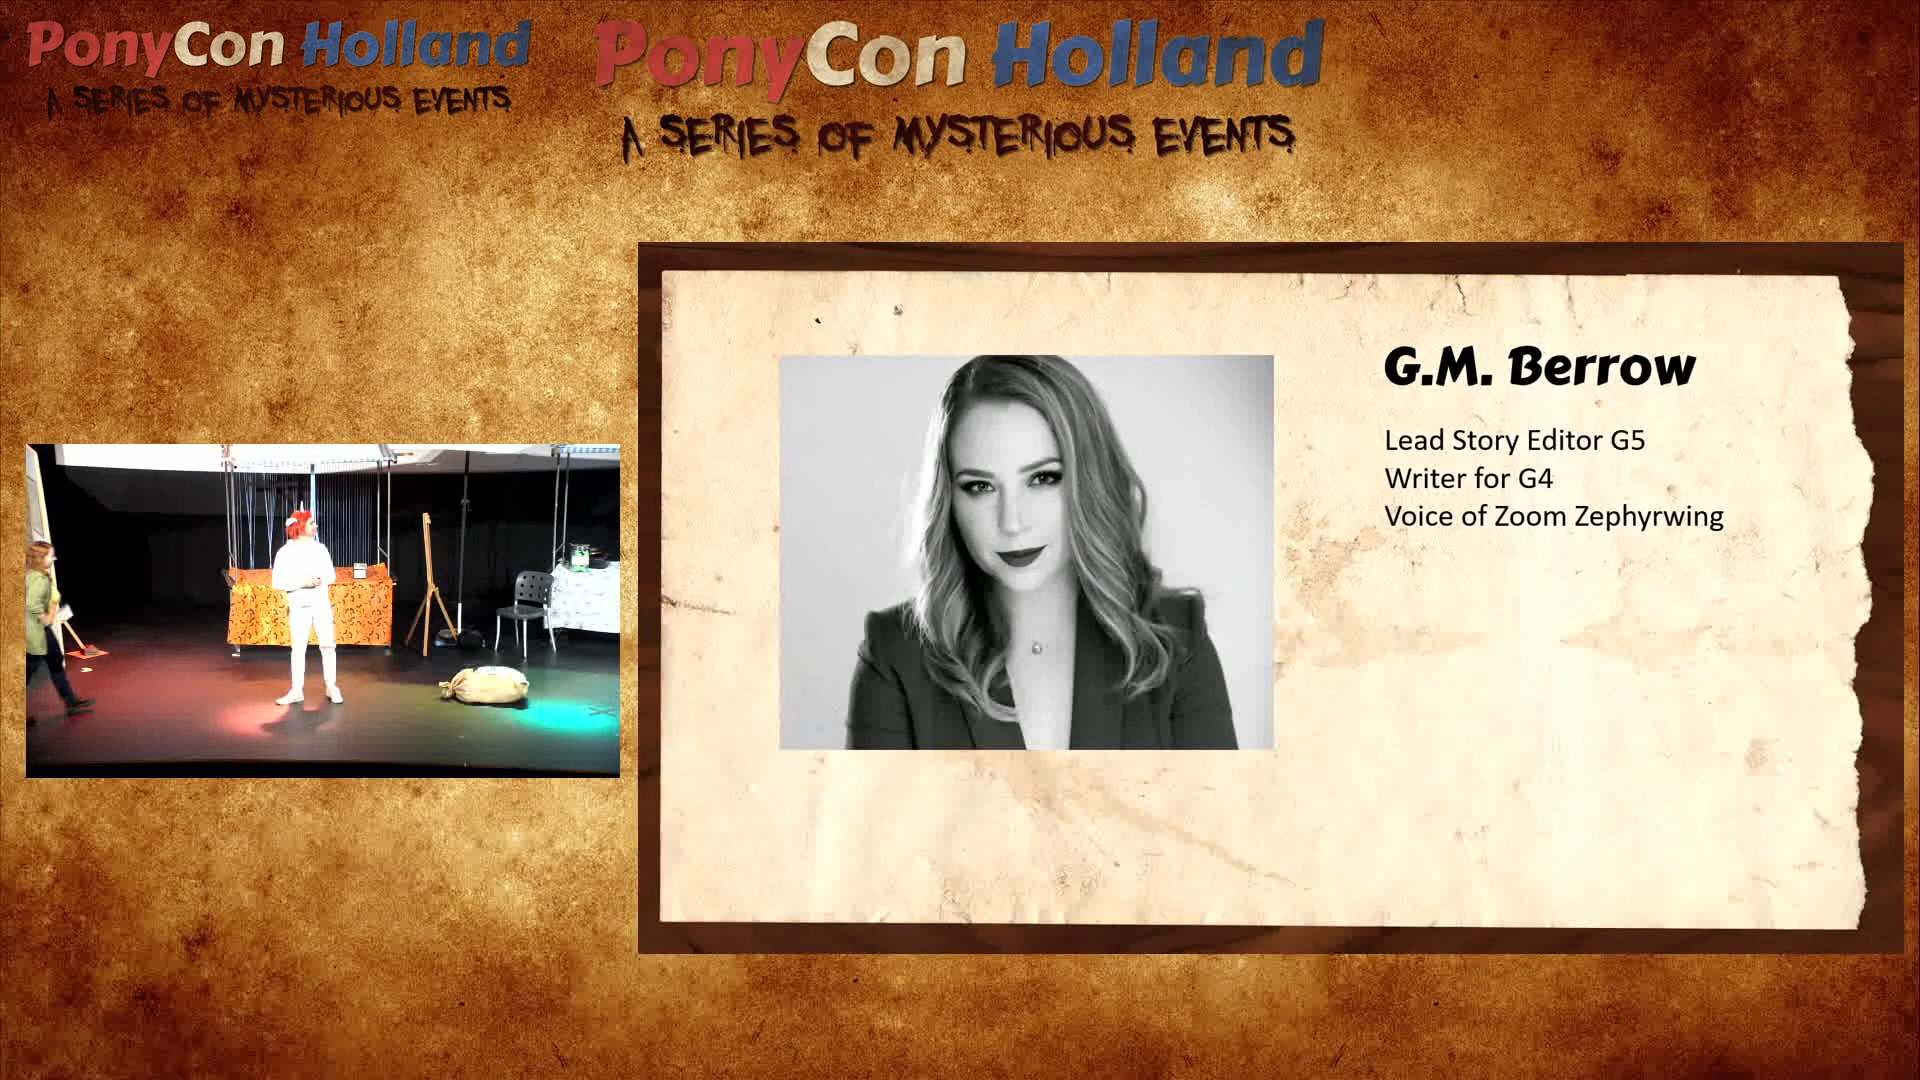 PonyCon Holland
A SERIES OF MYSTERIOUS EVENTS
PonyCon Holland
A SERIES OF MYSTERIOUS EVENTS
G.M. Berrow
Lead Story Editor G5
Writer for G4
Voice of Zoom Zephyrwing